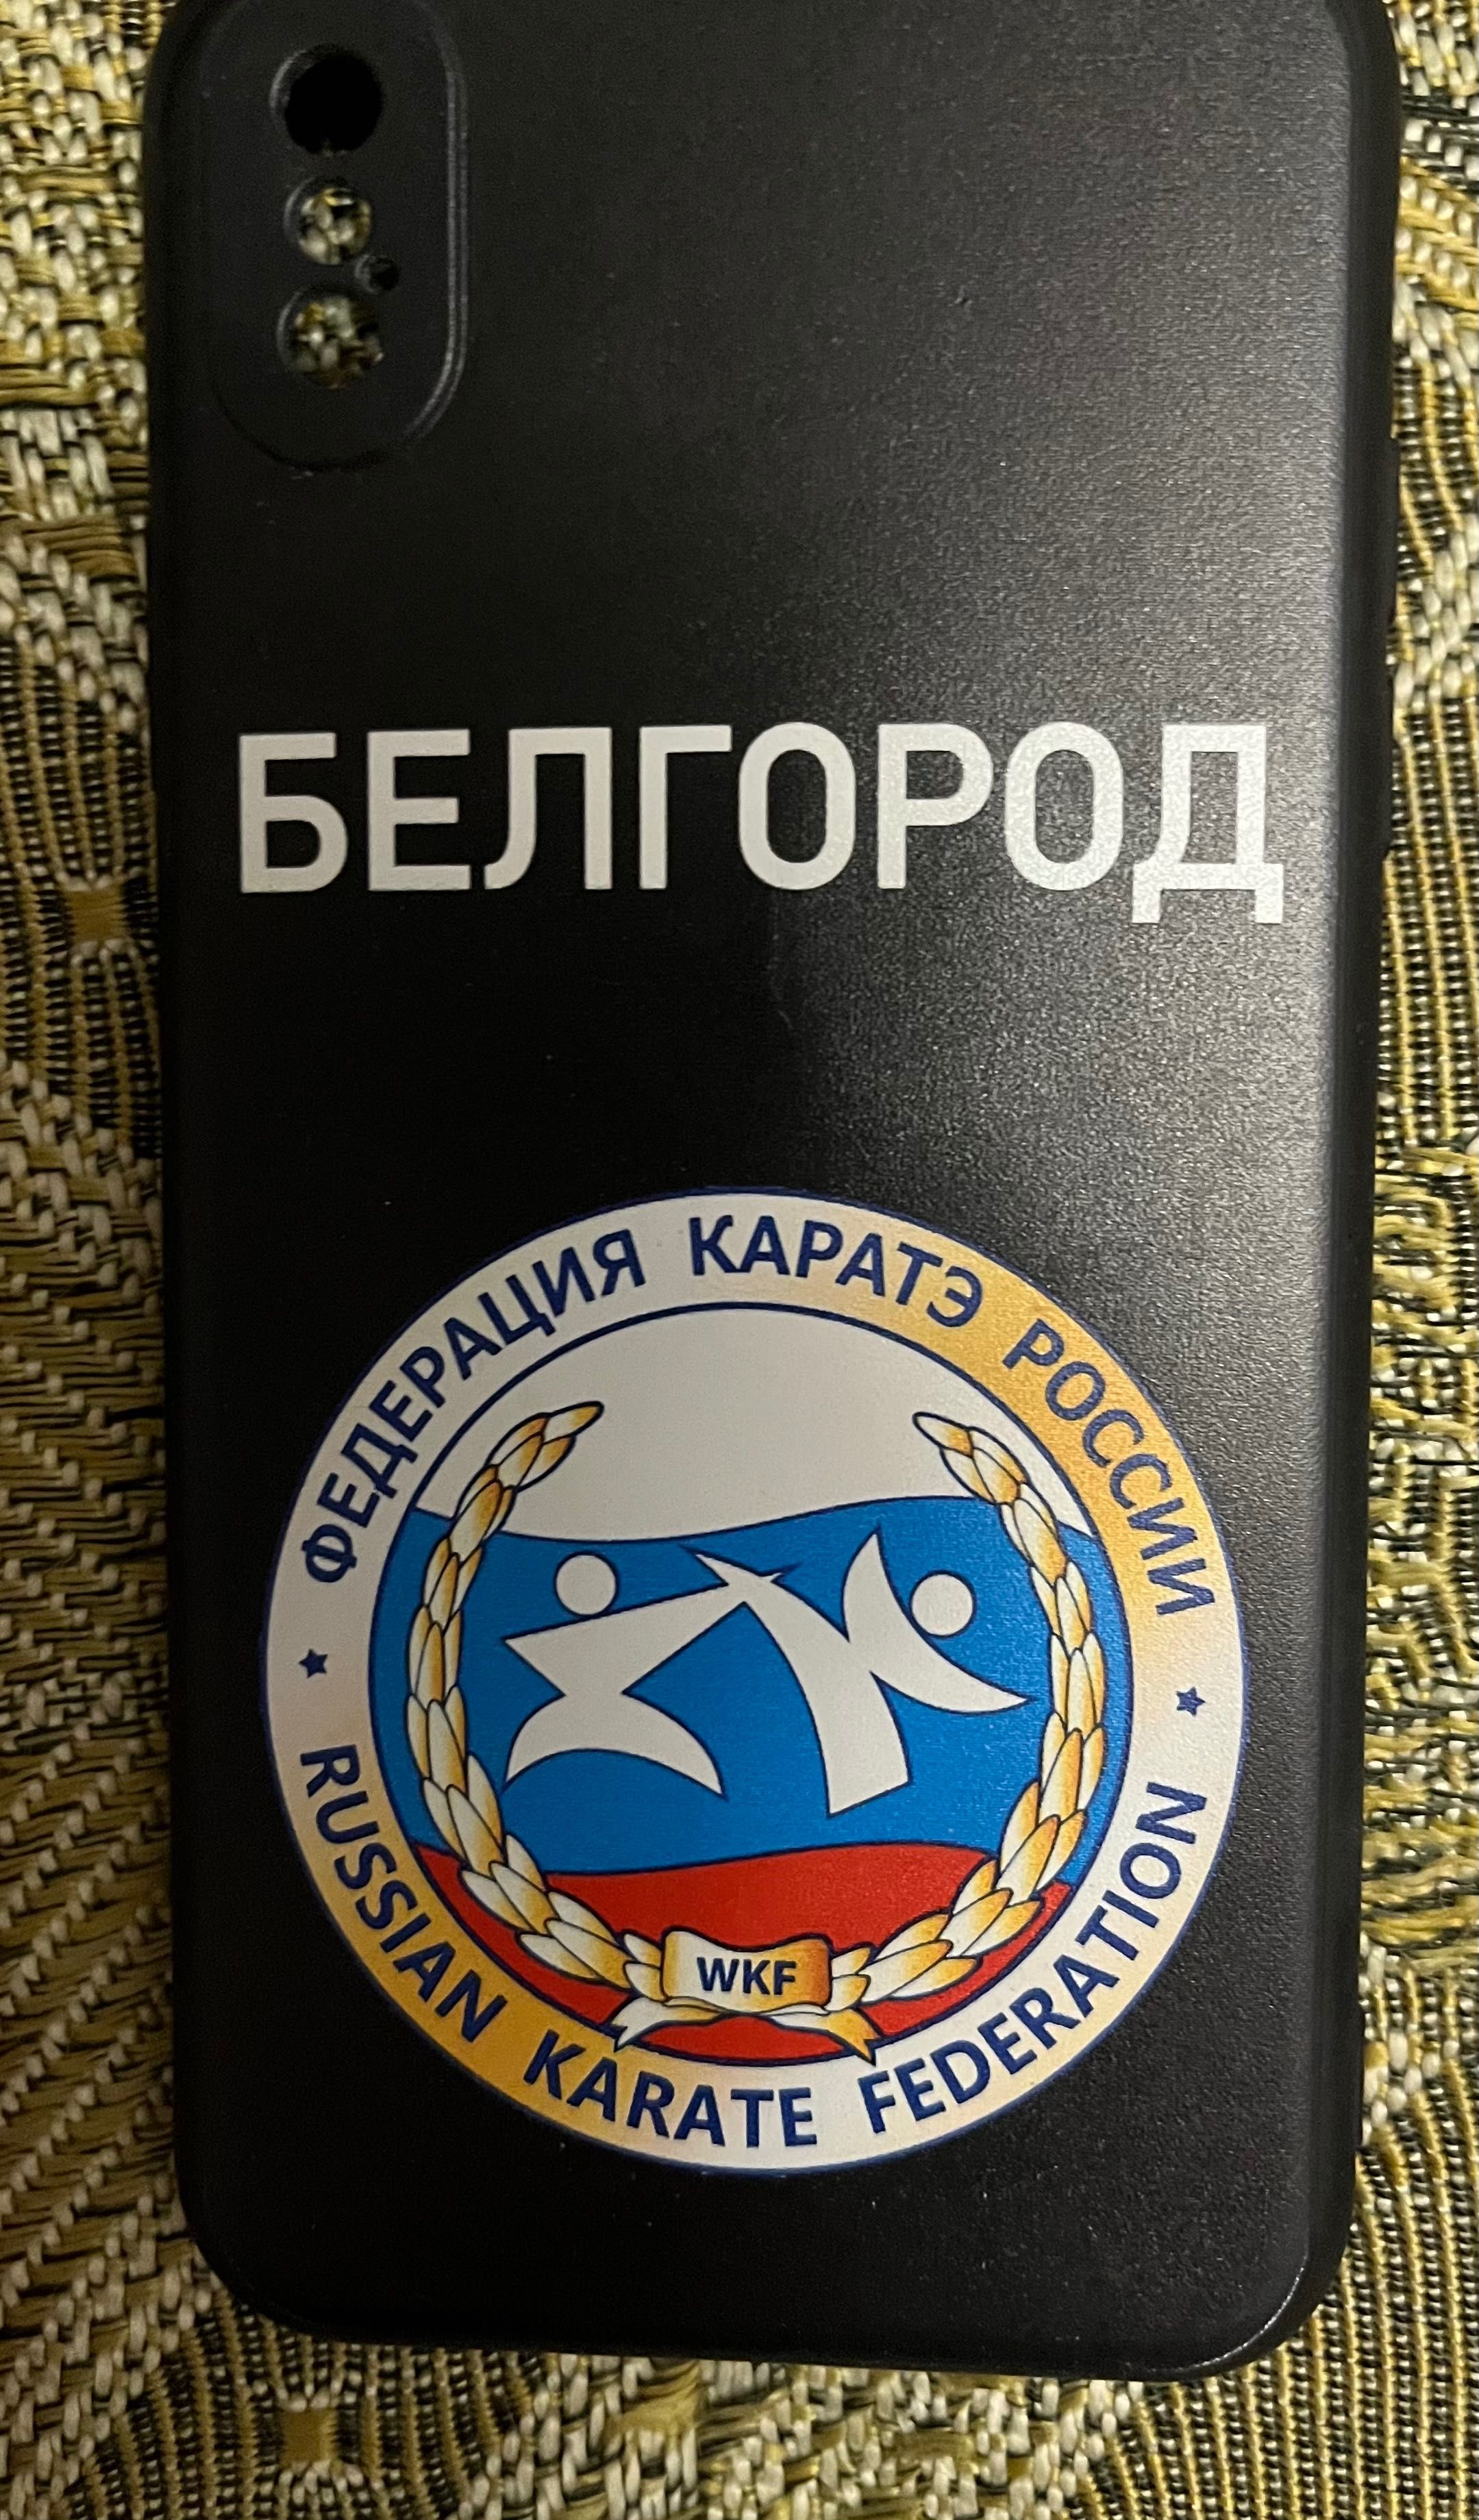 БЕЛГОРОД
ФЕДЕРАЦИЯ КАРАТЭ РОССИИ
WKF
RUSSIAN KARATE FEDERATION